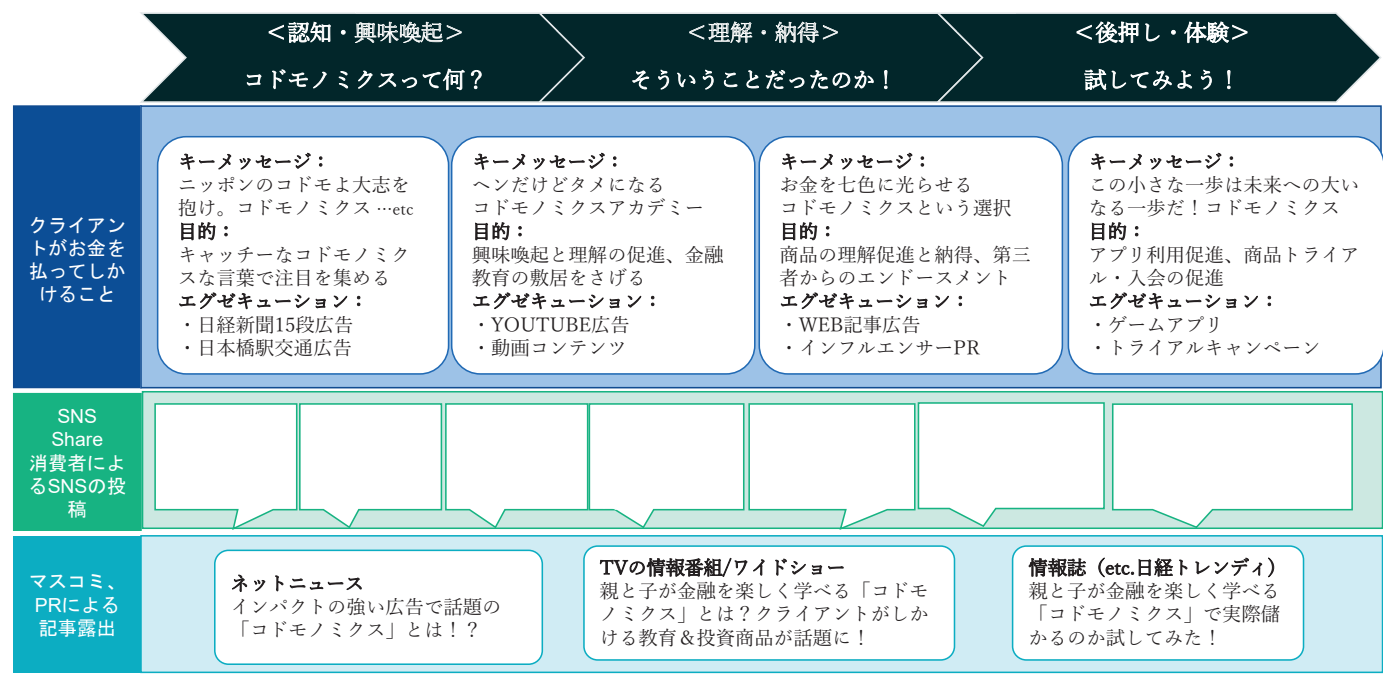 ＜認知・興味喚起＞
コドモノミクスって何？
＜理解・納得＞
そういうことだったのか！
＜後押し・体験＞
試してみよう！
クライアン
トがお金を
払ってしか
けること
キーメッセージ：
ニッポンのコドモよ大志を
抱け。コドモノミクス …etc
目的：
キャッチーなコドモノミク
スな言葉で注目を集める
エグゼキューション：
・日経新聞15段広告
・日本橋駅交通広告
キーメッセージ：
ヘンだけどタメになる
コドモノミクスアカデミー
目的：
興味喚起と理解の促進、金融
教育の敷居をさげる
エグゼキューション：
・YOUTUBE広告
・動画コンテンツ
キーメッセージ：
お金を七色に光らせる
コドモノミクスという選択
目的：
商品の理解促進と納得、第三
者からのエンドースメント
エグゼキューション：
・WEB記事広告
・インフルエンサーPR
キーメッセージ：
この小さな一歩は未来への大い
なる一歩だ！コドモノミクス
目的：
アプリ利用促進、商品トライア
ル・入会の促進
エグゼキューション：
・ゲームアプリ
・トライアルキャンペーン
SNS
Share
消費者によ
るSNSの投
稿
マスコミ、
PRによる
記事露出
ネットニュース
インパクトの強い広告で話題の
「コドモノミクス」とは！？
TVの情報番組/ワイドショー
親と子が金融を楽しく学べる「コドモ
ノミクス」とは？クライアントがしか
ける教育＆投資商品が話題に！
情報誌（etc.日経トレンディ）
親と子が金融を楽しく学べる
「コドモノミクス」で実際儲
かるのか試してみた！